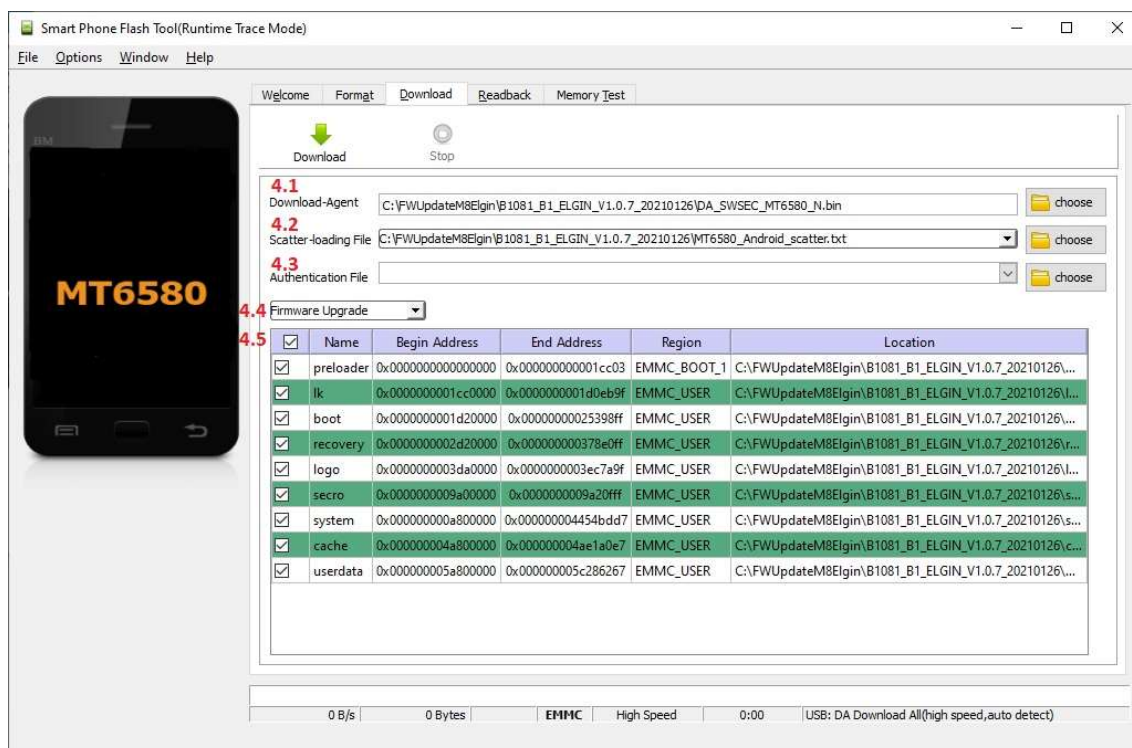 Smart Phone Flash Tool(Runtime Trace Mode)
File Options Window Help
Welcome Format Download Readback Memory Test
BM
Download Stop
4.1
Download-Agent C:\FWUpdateM8Elgin\B1081_B1_ELGIN_V1.0.7_20210126\DA_SWSEC_MT6580_N.bin choose
4.2
Scatter-loading File C:\FWUpdateM8Elgin\B1081_B1_ELGIN_V1.0.7_20210126\MT6580_Android_scatter.txt choose
4.3
Authentication File choose
MT6580
4.4 Firmware Upgrade
4.5 Name Begin Address End Address Region Location
preloader 0x0000000000000000 0x000000000001cc03 EMMC_BOOT_1 C:\FWUpdateM8Elgin\B1081_B1_ELGIN_V1.0.7_20210126\...
lk 0x0000000001cc0000 0x0000000001d0eb9f EMMC_USER C:\FWUpdateM8Elgin\B1081_B1_ELGIN_V1.0.7_20210126\l...
boot 0x0000000001d20000 0x00000000025398ff EMMC_USER C:\FWUpdateM8Elgin\B1081_B1_ELGIN_V1.0.7_20210126\...
recovery 0x0000000002d20000 0x000000000378e0ff EMMC_USER C:\FWUpdateM8Elgin\B1081_B1_ELGIN_V1.0.7_20210126\r...
logo 0x0000000003da0000 0x0000000003ec7a9f EMMC_USER C:\FWUpdateM8Elgin\B1081_B1_ELGIN_V1.0.7_20210126\l...
secro 0x0000000009a00000 0x0000000009a20fff EMMC_USER C:\FWUpdateM8Elgin\B1081_B1_ELGIN_V1.0.7_20210126\s...
system 0x000000000a800000 0x000000004454bdd7 EMMC_USER C:\FWUpdateM8Elgin\B1081_B1_ELGIN_V1.0.7_20210126\s...
cache 0x000000004a800000 0x000000004ae1a0e7 EMMC_USER C:\FWUpdateM8Elgin\B1081_B1_ELGIN_V1.0.7_20210126\c...
userdata 0x000000005a800000 0x000000005c286267 EMMC_USER C:\FWUpdateM8Elgin\B1081_B1_ELGIN_V1.0.7_20210126\...
0 B/s 0 Bytes EMMC High Speed 0:00 USB: DA Download All(high speed,auto detect)